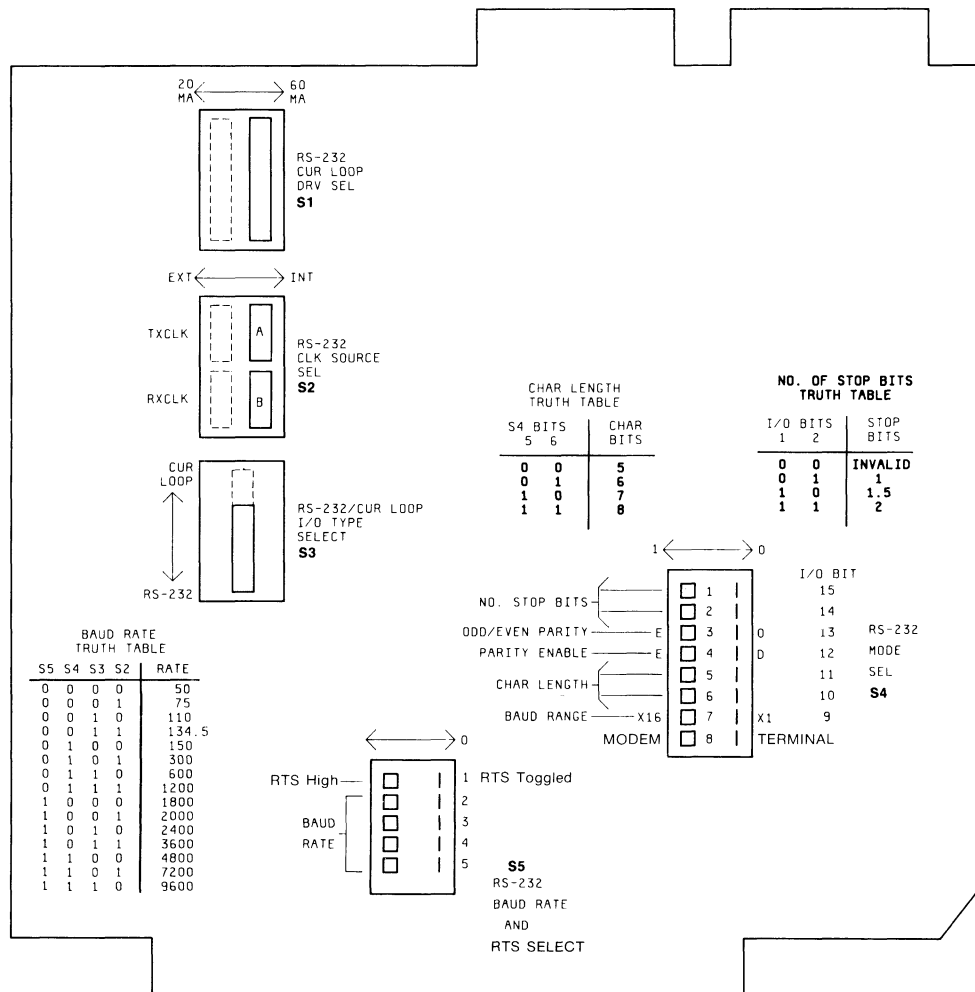 20 MA 60 MA
RS-232
CUR LOOP
DRV SEL
S1
EXT INT
TXCLK A
RXCLK B
RS-232
CLK SOURCE
SEL
S2
CUR
LOOP
RS-232
RS-232/CUR LOOP
I/O TYPE
SELECT
S3
CHAR LENGTH
TRUTH TABLE
S4 BITS CHAR
5 6 BITS
0 0 5
0 1 6
1 0 7
1 1 8
NO. OF STOP BITS
TRUTH TABLE
I/O BITS STOP
1 2 BITS
0 0 INVALID
0 1 1
1 0 1.5
1 1 2
1 0
I/O BIT
NO. STOP BITS 1 15
2 14
ODD/EVEN PARITY E 3 O 13
PARITY ENABLE E 4 D 12
CHAR LENGTH 5 11
6 10
BAUD RANGE X16 7 X1 9
MODEM 8 TERMINAL
RS-232
MODE
SEL
S4
BAUD RATE
TRUTH TABLE
S5 S4 S3 S2 RATE
0 0 0 0 50
0 0 0 1 75
0 0 1 0 110
0 0 1 1 134.5
0 1 0 0 150
0 1 0 1 300
0 1 1 0 600
0 1 1 1 1200
1 0 0 0 1800
1 0 0 1 2000
1 0 1 0 2400
1 0 1 1 3600
1 1 0 0 4800
1 1 0 1 7200
1 1 1 0 9600
0
RTS High 1 RTS Toggled
BAUD
RATE
2
3
4
5
S5
RS-232
BAUD RATE
AND
RTS SELECT